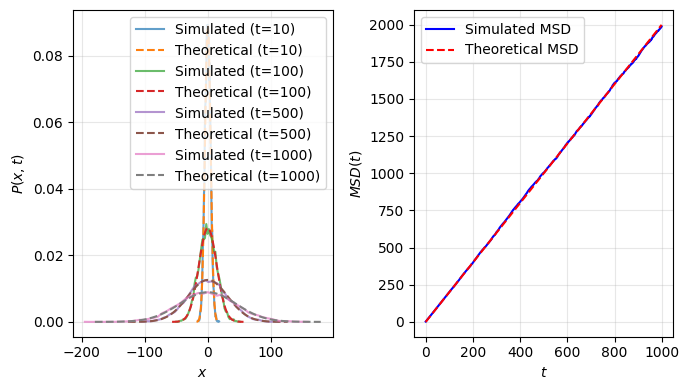 0.08
0.06
0.04
0.02
0.00
P(x, t)
−200
−100
0
100
x
Simulated (t=10)
Theoretical (t=10)
Simulated (t=100)
Theoretical (t=100)
Simulated (t=500)
Theoretical (t=500)
Simulated (t=1000)
Theoretical (t=1000)
2000
1750
1500
1250
1000
750
500
250
0
MSD(t)
0
200
400
600
800
1000
t
Simulated MSD
Theoretical MSD